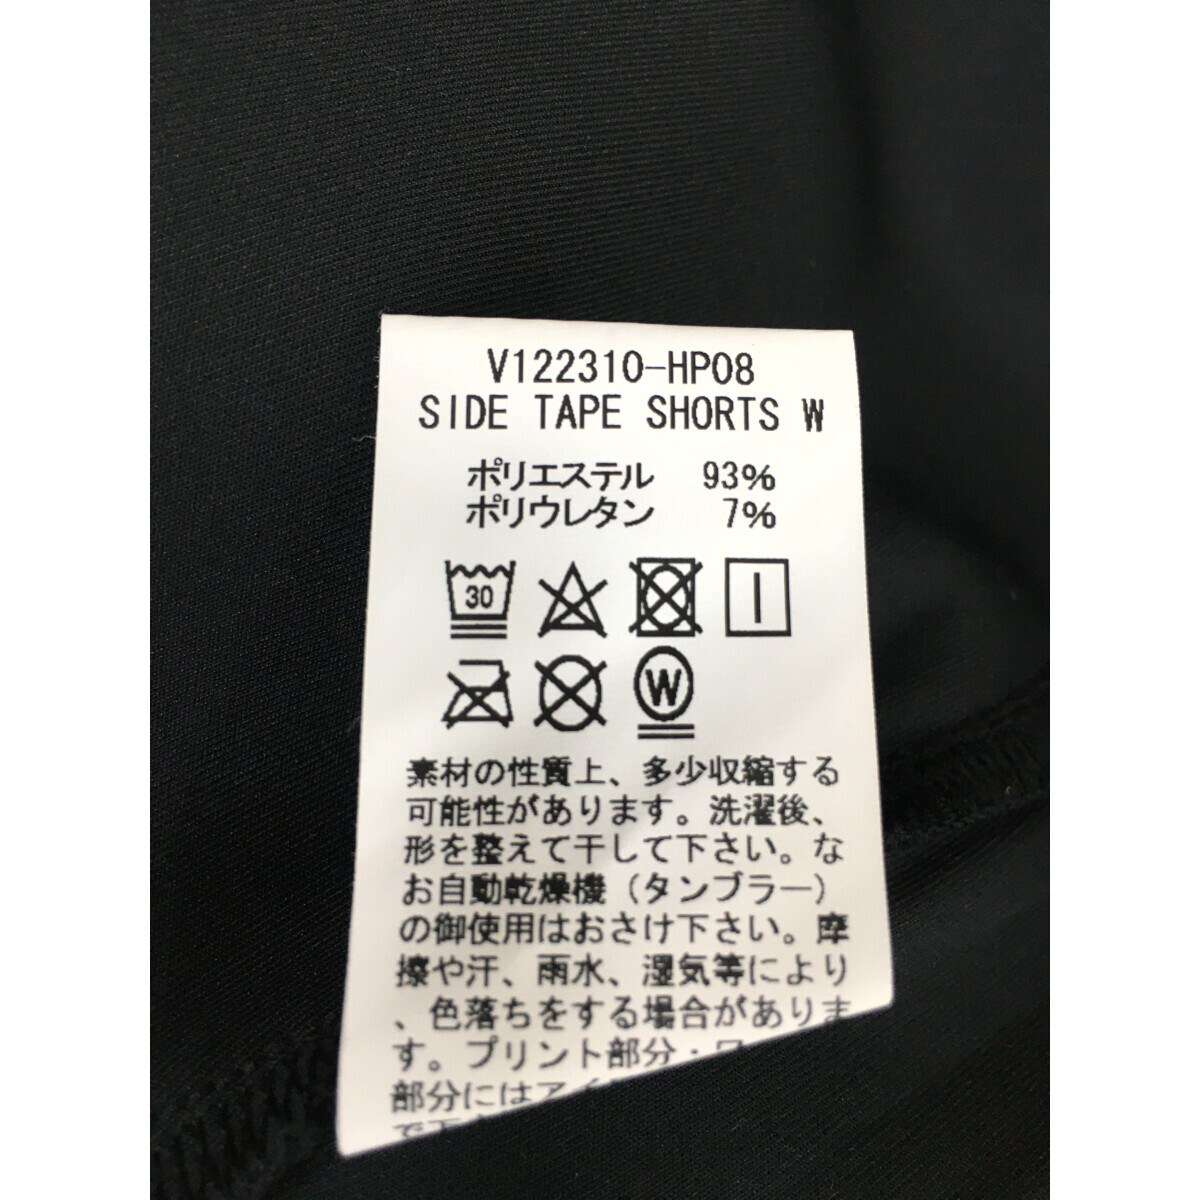 V122310-HP08
SIDE TAPE SHORTS W
ポリエステル 93%
ポリウレタン 7%
30
W
素材の性質上、多少収縮する
可能性があります。洗濯後、
形を整えて干して下さい。な
お自動乾燥機（タンブラー）
の御使用はおさけ下さい。摩
擦や汗、雨水、湿気等により
、色落ちをする場合がありま
す。プリント部分・ワ
部分にはアイ
で下